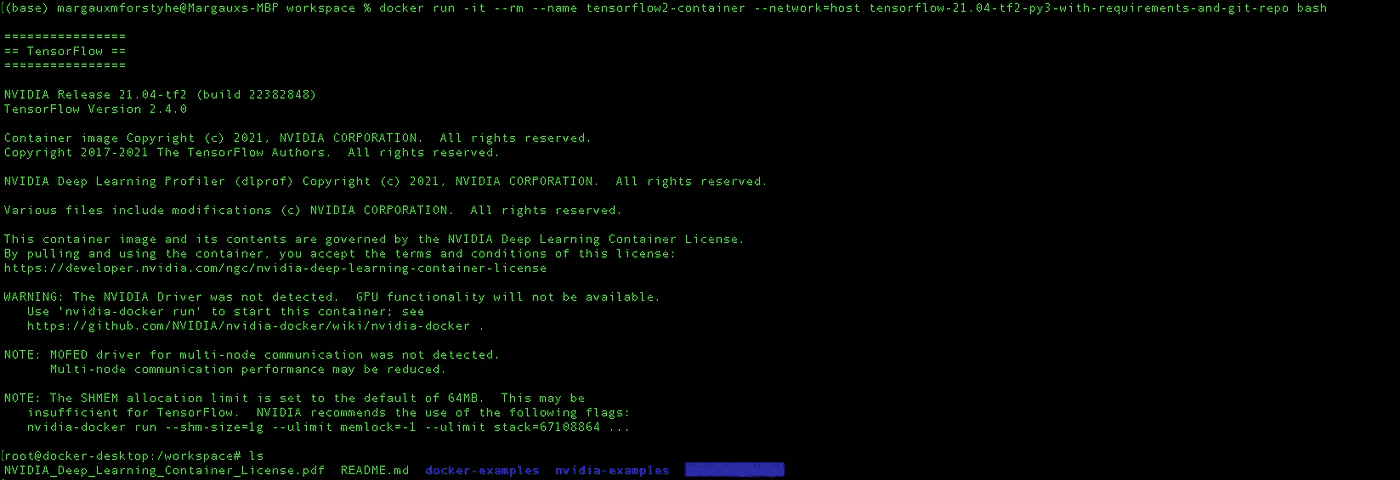 (base) margauxmforstyhe@Margauxs-MBP workspace % docker run -it --rm --name tensorflow2-container --network=host tensorflow-21.04-tf2-py3-with-requirements-and-git-repo bash
================
== TensorFlow ==
================
NVIDIA Release 21.04-tf2 (build 22382848)
TensorFlow Version 2.4.0
Container image Copyright (c) 2021, NVIDIA CORPORATION.  All rights reserved.
Copyright 2017-2021 The TensorFlow Authors.  All rights reserved.
NVIDIA Deep Learning Profiler (dlprof) Copyright (c) 2021, NVIDIA CORPORATION.  All rights reserved.
Various files include modifications (c) NVIDIA CORPORATION.  All rights reserved.
This container image and its contents are governed by the NVIDIA Deep Learning Container License.
By pulling and using the container, you accept the terms and conditions of this license:
https://developer.nvidia.com/ngc/nvidia-deep-learning-container-license
WARNING: The NVIDIA Driver was not detected.  GPU functionality will not be available.
   Use 'nvidia-docker run' to start this container; see
   https://github.com/NVIDIA/nvidia-docker/wiki/nvidia-docker .
NOTE: MOFED driver for multi-node communication was not detected.
      Multi-node communication performance may be reduced.
NOTE: The SHMEM allocation limit is set to the default of 64MB.  This may be
   insufficient for TensorFlow.  NVIDIA recommends the use of the following flags:
   nvidia-docker run --shm-size=1g --ulimit memlock=-1 --ulimit stack=67108864 ...
[root@docker-desktop:/workspace# ls
NVIDIA_Deep_Learning_Container_License.pdf  README.md  docker-examples  nvidia-examples